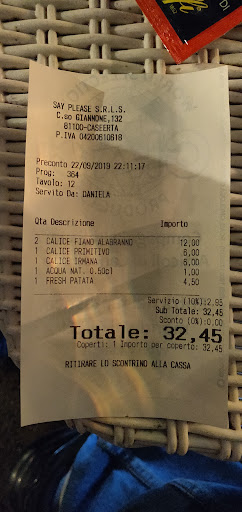 SAY PLEASE S.R.L.S.
C.so GIANNONE,132
81100-CASEERTA
P.IVA 04200610618
Preconto 22/09/2019 22:11:17
Prog: 364
Tavolo: 12
Servito Da: DANIELA
Qta Descrizione Importo
2 CALICE FIANO ALABRANNO 12,00
1 CALICE PRIMITIVO 6,00
1 CALICE IRMANA 6,00
1 ACQUA NAT. 0.50cl 1,00
1 FRESH PATATA 4,50
Servizio (10%):2,95
Sub Totale: 32,45
Sconto (0%):0,00
Totale: 32,45
Coperti: 1 Importo per coperto: 32,45
RITIRARE LO SCONTRINO ALLA CASSA